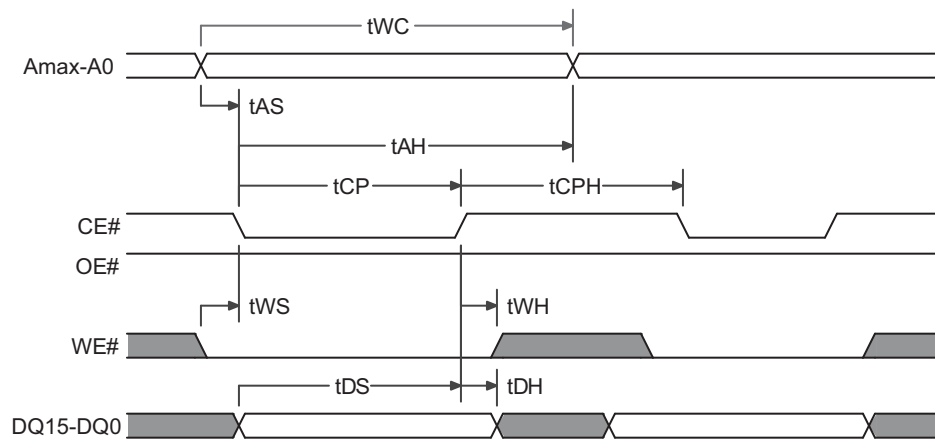 tWC
Amax-A0
tAS
tAH
tCP
tCPH
CE#
OE#
tWS
tWH
WE#
tDS
tDH
DQ15-DQ0